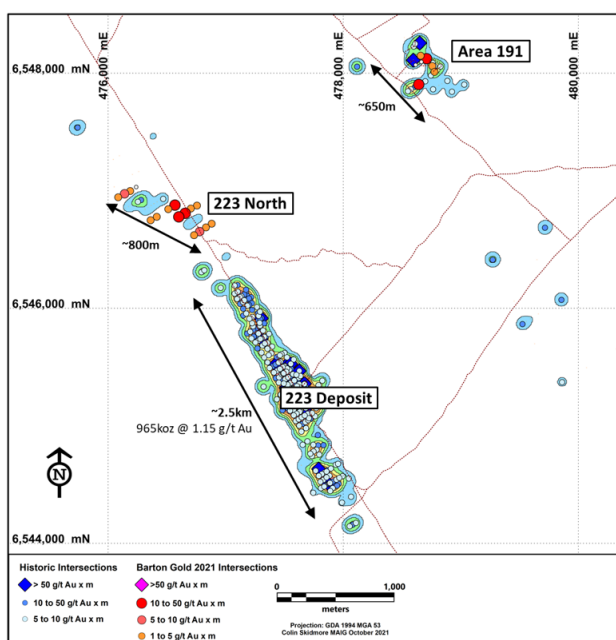 476,000 mE
478,000 mE
480,000 mE
Area 191
6,548,000 mN
~650m
223 North
~800m
6,546,000 mN
223 Deposit
~2.5km
965koz @ 1.15 g/t Au
N
6,544,000 mN
Historic Intersections
> 50 g/t Au x m
10 to 50 g/t Au x m
5 to 10 g/t Au x m
Barton Gold 2021 Intersections
>50 g/t Au x m
10 to 50 g/t Au x m
5 to 10 g/t Au x m
1 to 5 g/t Au x m
0 1,000
meters
Projection: GDA 1994 MGA 53
Colin Skidmore MAIG October 2021